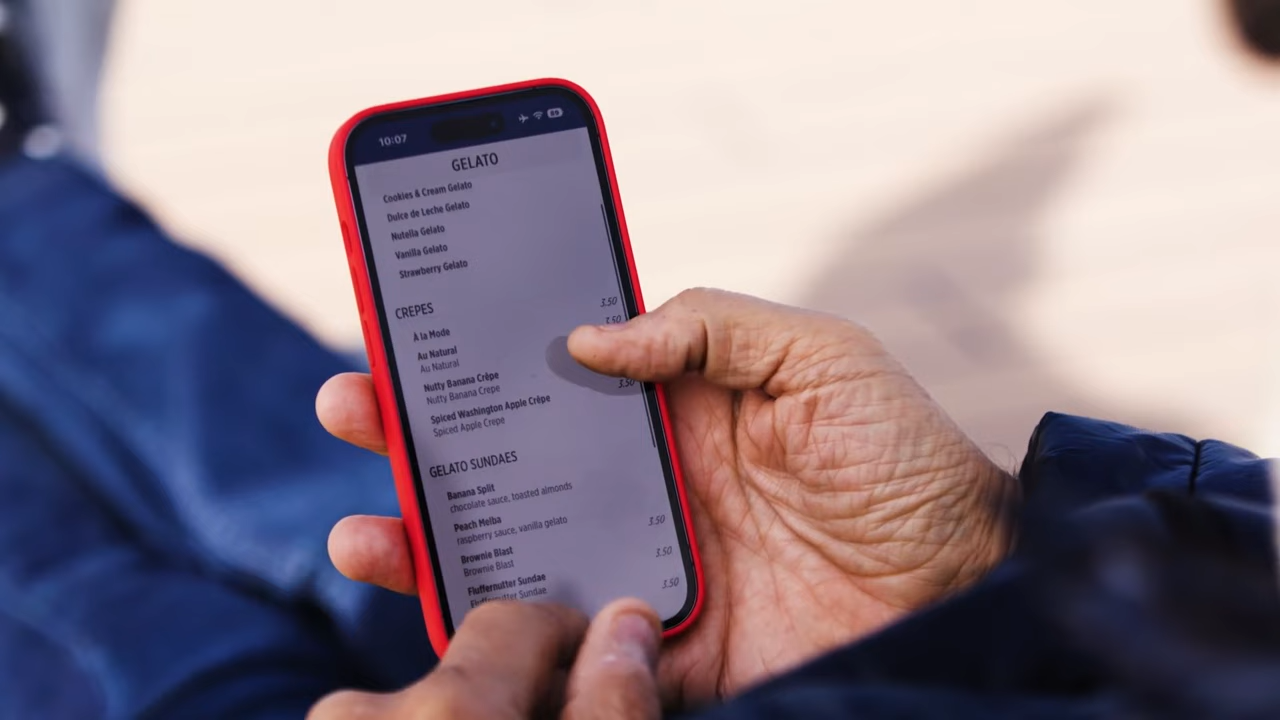 10:07
89
GELATO
Cookies & Cream Gelato
Dulce de Leche Gelato
Nutella Gelato
Vanilla Gelato
Strawberry Gelato
CREPES
3.50
À la Mode
3.50
Au Natural
Au Natural
Nutty Banana Crêpe
3.50
Nutty Banana Crepe
Spiced Washington Apple Crêpe
Spiced Apple Crepe
GELATO SUNDAES
Banana Split
chocolate sauce, toasted almonds
Peach Melba
3.50
raspberry sauce, vanilla gelato
Brownie Blast
3.50
Brownie Blast
Fluffernutter Sundae
3.50
Fluffernutter Sundae